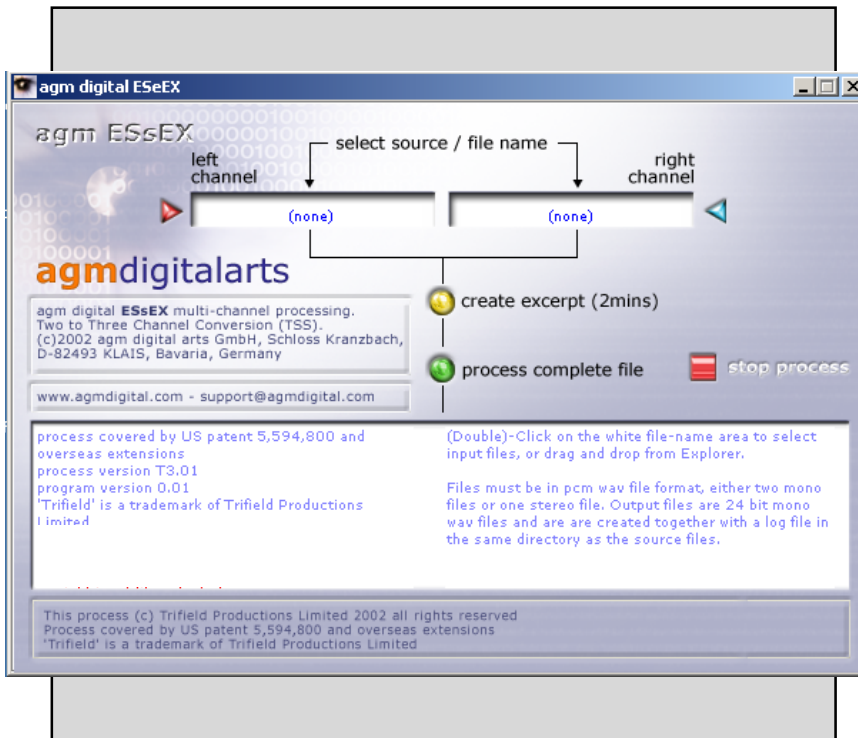 agm digital ESeEX
agm ESsEX
select source / file name
left
channel
right
channel
(none)
(none)
agmdigitalarts
create excerpt (2mins)
agm digital ESsEX multi-channel processing.
Two to Three Channel Conversion (TSS).
(c)2002 agm digital arts GmbH, Schloss Kranzbach,
D-82493 KLAIS, Bavaria, Germany
process complete file
stop process
www.agmdigital.com - support@agmdigital.com
process covered by US patent 5,594,800 and
overseas extensions
process version T3.01
program version 0.01
'Trifield' is a trademark of Trifield Productions
Limited
(Double)-Click on the white file-name area to select
input files, or drag and drop from Explorer.
Files must be in pcm wav file format, either two mono
files or one stereo file. Output files are 24 bit mono
wav files and are are created together with a log file in
the same directory as the source files.
This process (c) Trifield Productions Limited 2002 all rights reserved
Process covered by US patent 5,594,800 and overseas extensions
'Trifield' is a trademark of Trifield Productions Limited